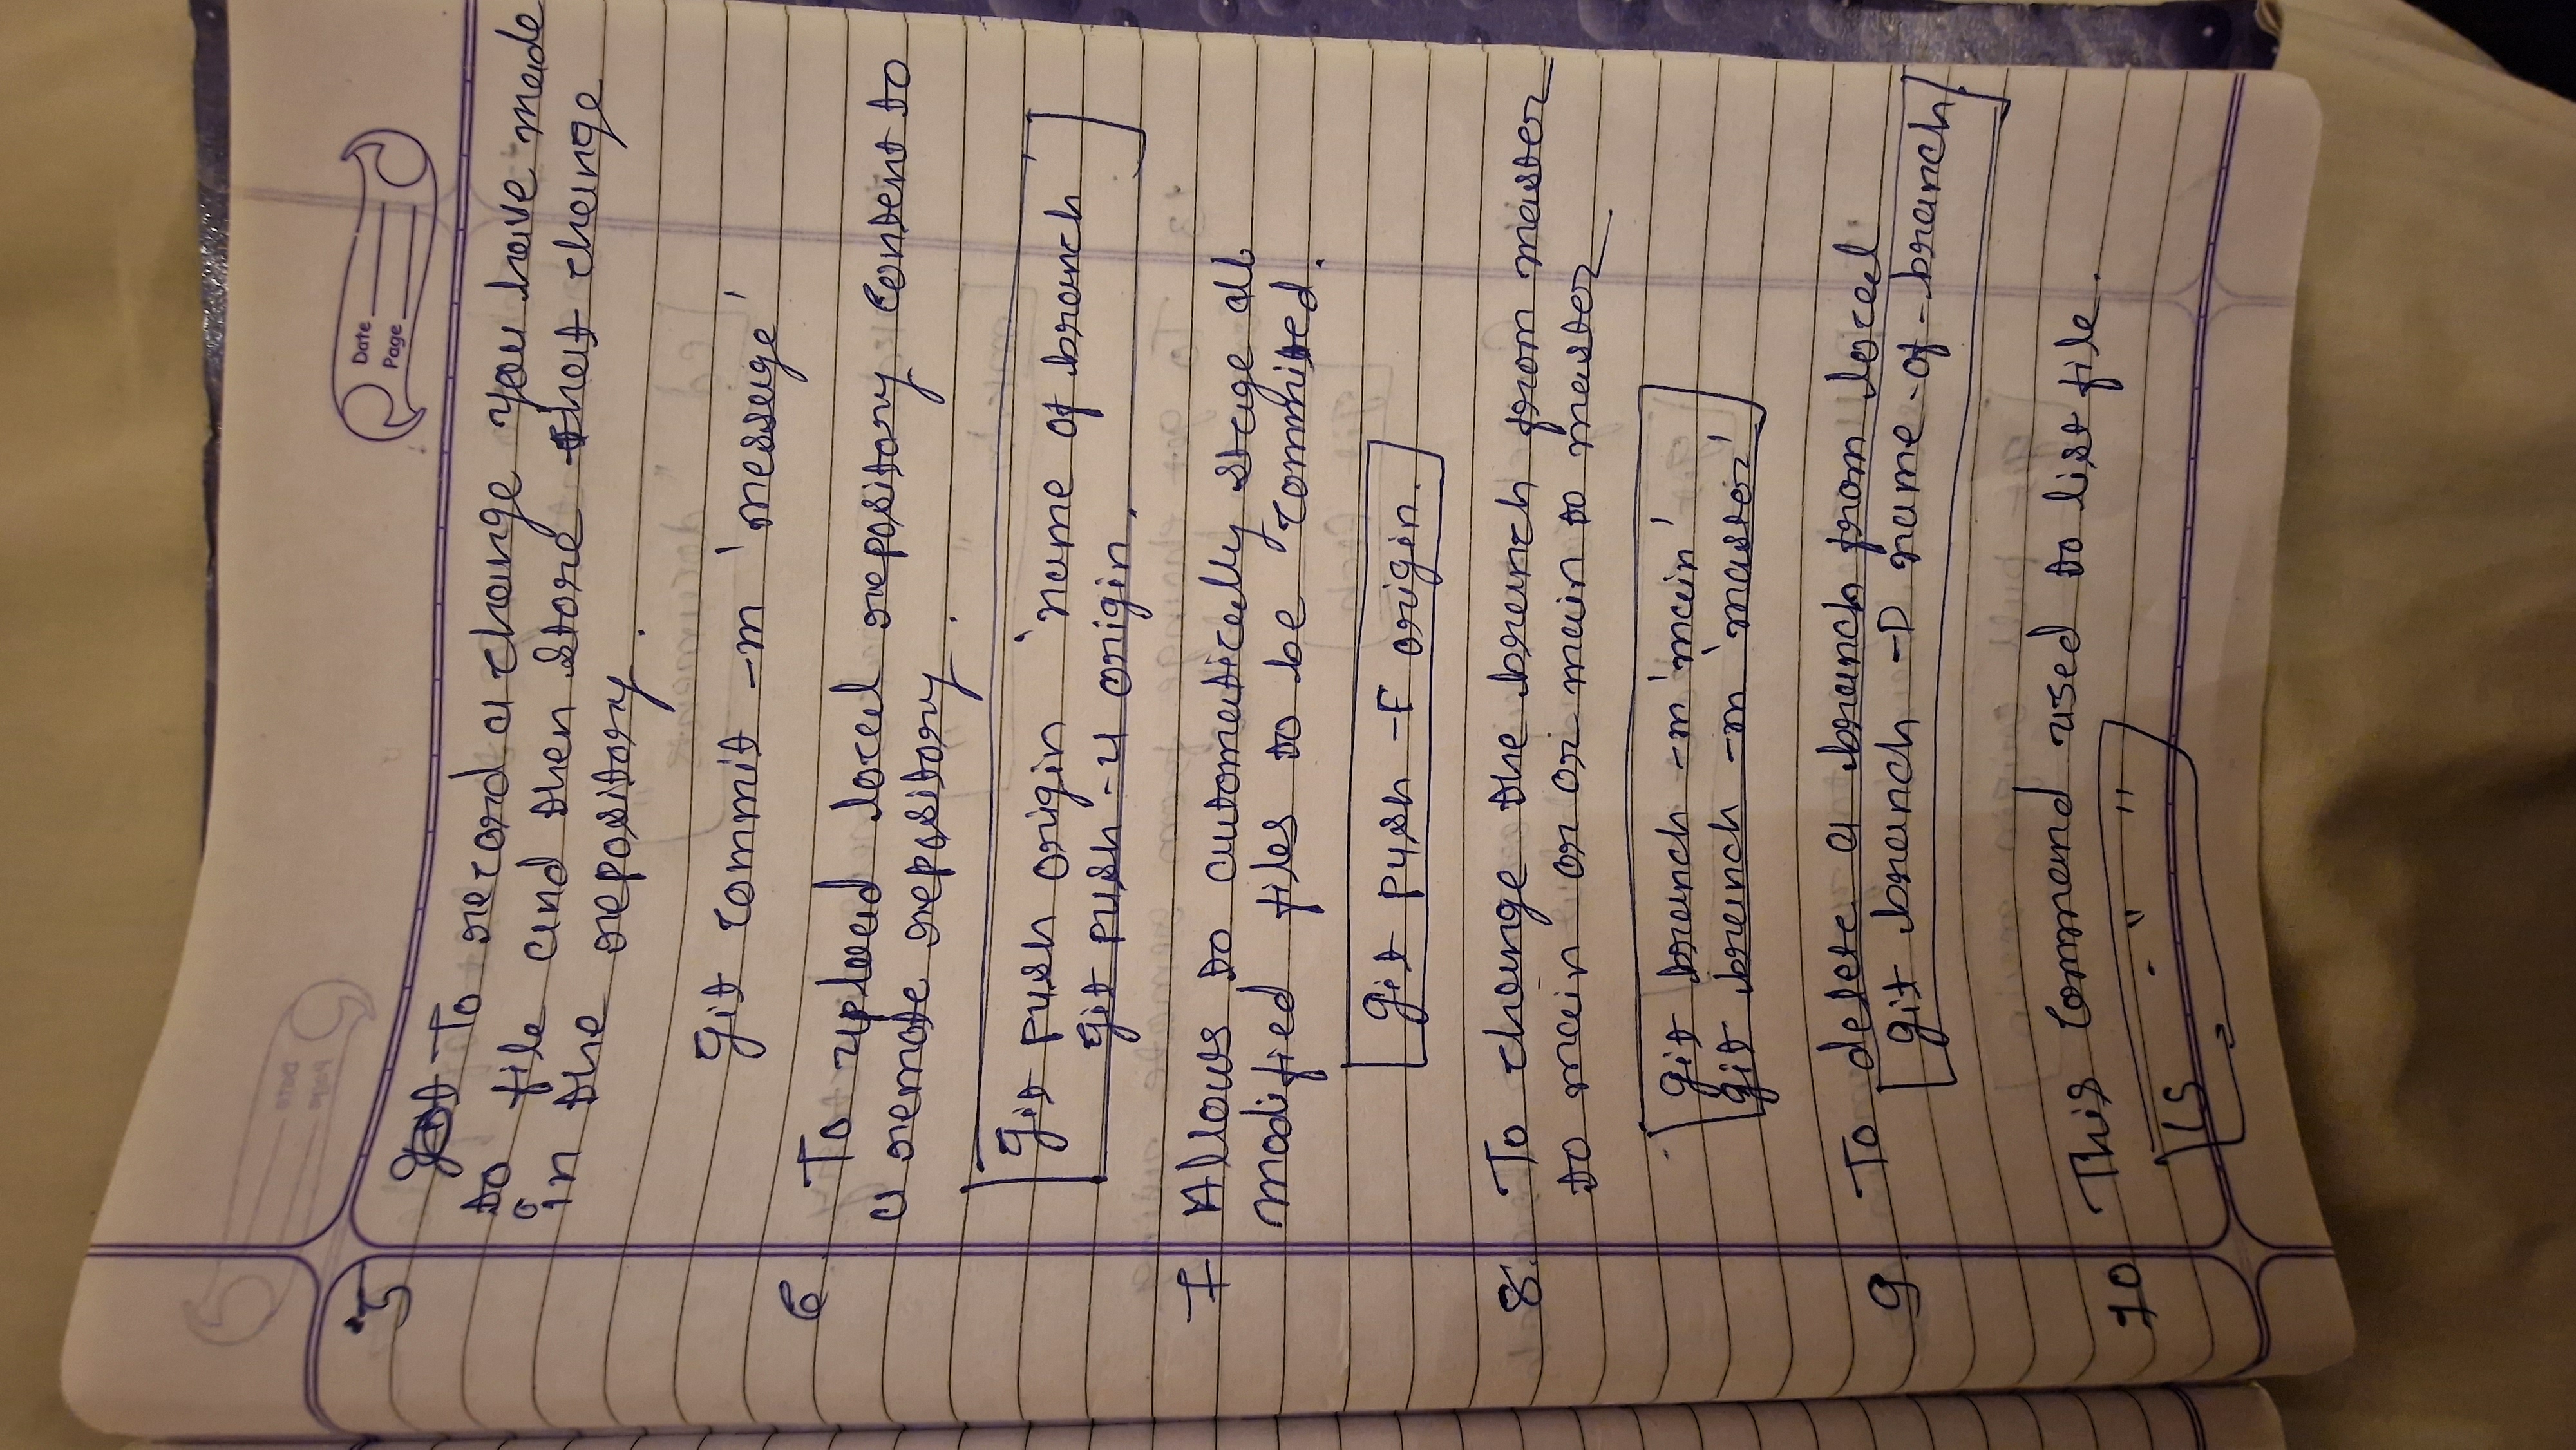 Date
Page
5 To record a change you have made
to file and then store that change
in the repository.
git commit -m 'message'
6 To upload local repository content to
a remote repository.
git push origin 'name of branch'
git push -u origin.
7 Allows to automatically stage all
modified files to be commited.
git push -f origin.
8. To change the branch from master
to main or or main to master
git branch -m 'main'
git branch -m 'master'
9 To delete a branch from local
git branch -D name-of-branch
10 This command used to list file.
ls